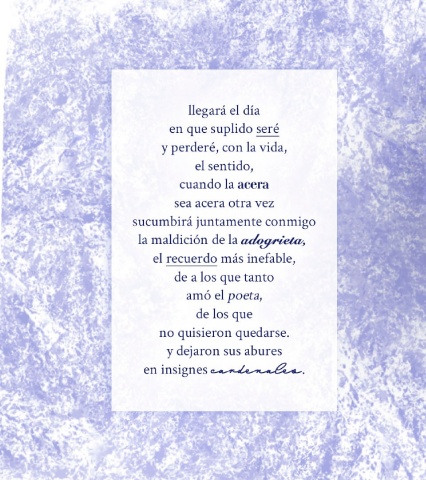 llegará el día
en que suplido seré
y perderé, con la vida,
el sentido,
cuando la acera
sea acera otra vez
sucumbirá juntamente conmigo
la maldición de la adogrieta,
el recuerdo más inefable,
de a los que tanto
amó el poeta,
de los que
no quisieron quedarse.
y dejaron sus abures
en insignes cardenales.